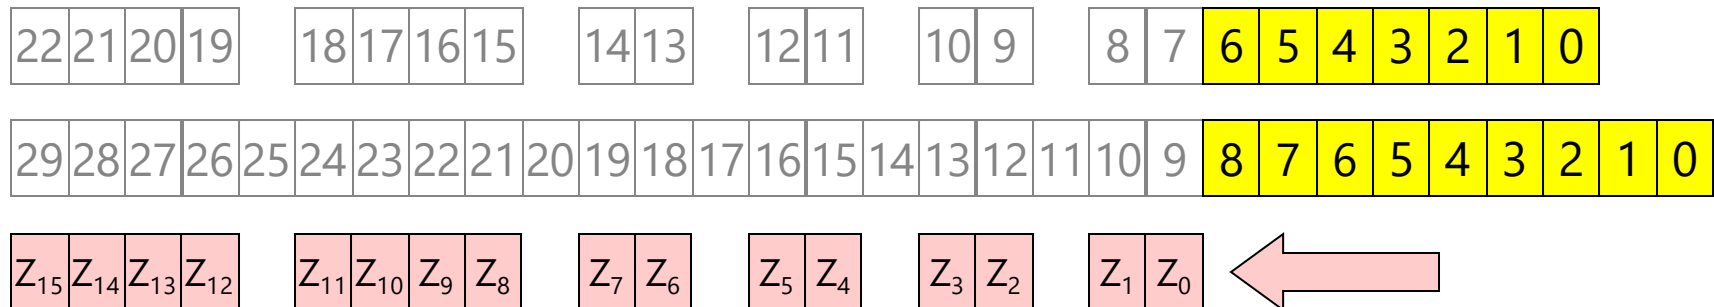 22 21 20 19 18 17 16 15 14 13 12 11 10 9 8 7 6 5 4 3 2 1 0
29 28 27 26 25 24 23 22 21 20 19 18 17 16 15 14 13 12 11 10 9 8 7 6 5 4 3 2 1 0
Z₁₅ Z₁₄ Z₁₃ Z₁₂ Z₁₁ Z₁₀ Z₉ Z₈ Z₇ Z₆ Z₅ Z₄ Z₃ Z₂ Z₁ Z₀